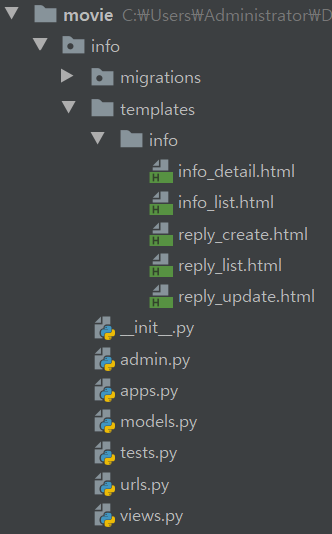 movie C:₩Users₩Administrator₩D
info
migrations
templates
info
info_detail.html
info_list.html
reply_create.html
reply_list.html
reply_update.html
__init__.py
admin.py
apps.py
models.py
tests.py
urls.py
views.py